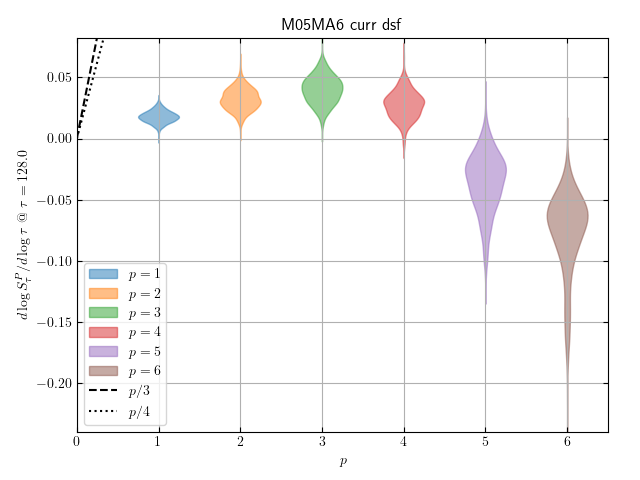 M05MA6 curr dsf
d log S_τ^P / d log τ @ τ = 128.0
0.05
0.00
−0.05
−0.10
−0.15
−0.20
p = 1
p = 2
p = 3
p = 4
p = 5
p = 6
p/3
p/4
0 1 2 3 4 5 6
p